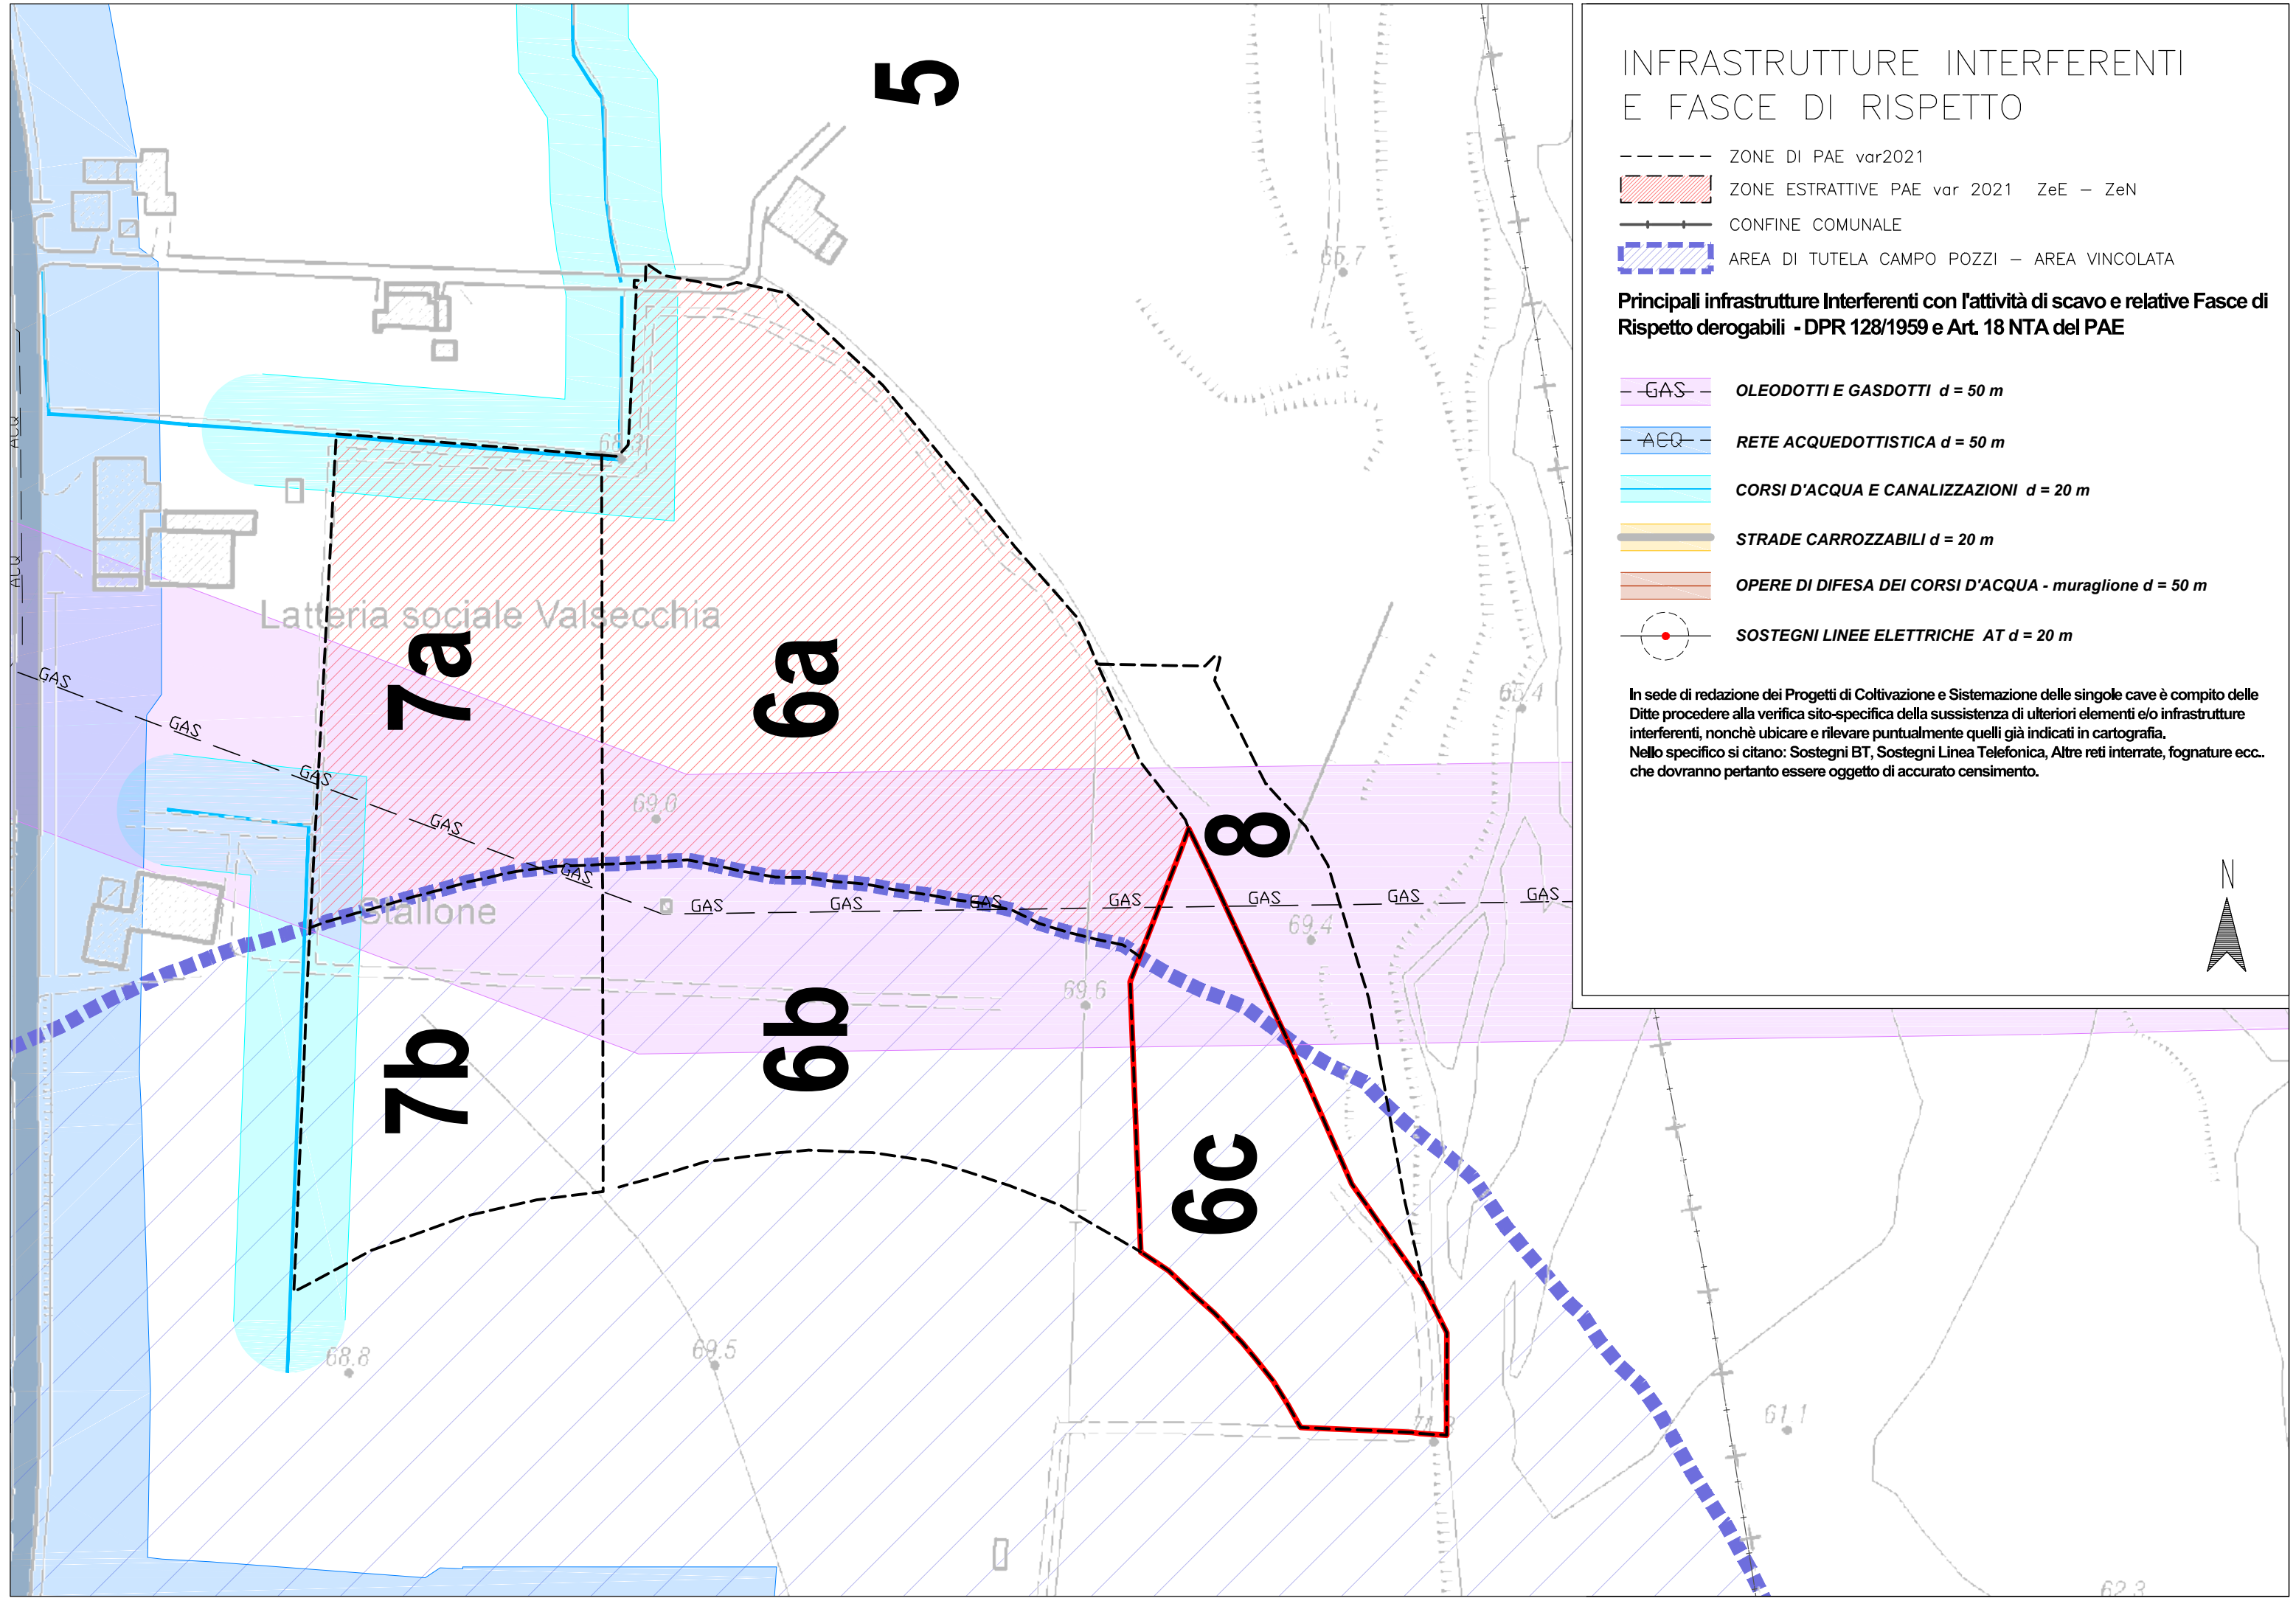 INFRASTRUTTURE INTERFERENTI
E FASCE DI RISPETTO
ZONE DI PAE var2021
ZONE ESTRATTIVE PAE var 2021 ZeE – ZeN
CONFINE COMUNALE
AREA DI TUTELA CAMPO POZZI – AREA VINCOLATA
Principali infrastrutture Interferenti con l'attività di scavo e relative Fasce di
Rispetto derogabili - DPR 128/1959 e Art. 18 NTA del PAE
GAS OLEODOTTI E GASDOTTI d = 50 m
ACQ RETE ACQUEDOTTISTICA d = 50 m
CORSI D'ACQUA E CANALIZZAZIONI d = 20 m
STRADE CARROZZABILI d = 20 m
OPERE DI DIFESA DEI CORSI D'ACQUA - muraglione d = 50 m
SOSTEGNI LINEE ELETTRICHE AT d = 20 m
In sede di redazione dei Progetti di Coltivazione e Sistemazione delle singole cave è compito delle
Ditte procedere alla verifica sito-specifica della sussistenza di ulteriori elementi e/o infrastrutture
interferenti, nonchè ubicare e rilevare puntualmente quelli già indicati in cartografia.
Nello specifico si citano: Sostegni BT, Sostegni Linea Telefonica, Altre reti interrate, fognature ecc..
che dovranno pertanto essere oggetto di accurato censimento.
N
5
65.7
68.3
ACQ
ACQ
Latteria sociale Valsecchia
7a
6a
65.4
GAS
GAS
GAS
GAS
GAS
GAS
GAS
GAS
GAS
GAS
GAS
GAS
69.0
8
69.4
Stallone
69.6
7b
6b
6c
68.8
69.5
61.1
62.3